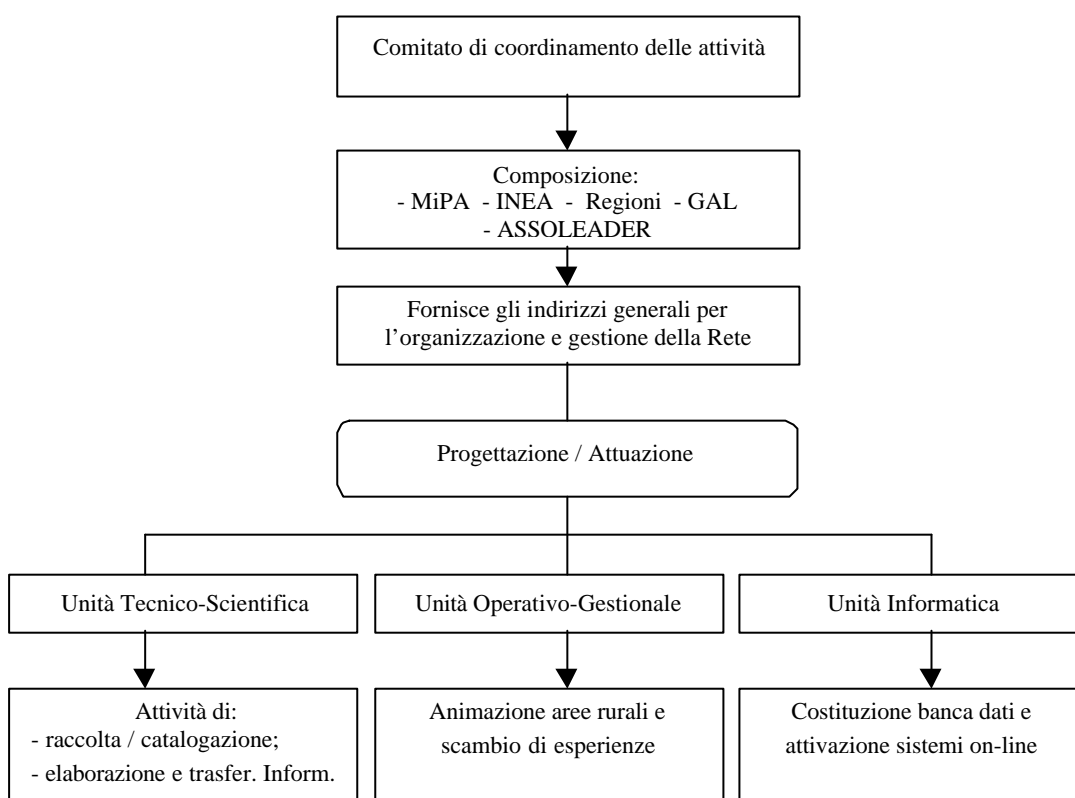 Comitato di coordinamento delle attività
Composizione:
- MiPA - INEA - Regioni - GAL
- ASSOLEADER
Fornisce gli indirizzi generali per
l’organizzazione e gestione della Rete
Progettazione / Attuazione
Unità Tecnico-Scientifica
Unità Operativo-Gestionale
Unità Informatica
Attività di:
- raccolta / catalogazione;
- elaborazione e trasfer. Inform.
Animazione aree rurali e
scambio di esperienze
Costituzione banca dati e
attivazione sistemi on-line